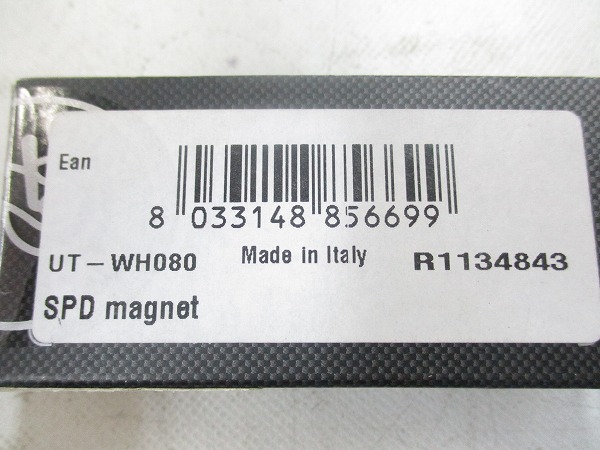 Ean
8 033148 856699
UT-WH080 Made in Italy R1134843
SPD magnet